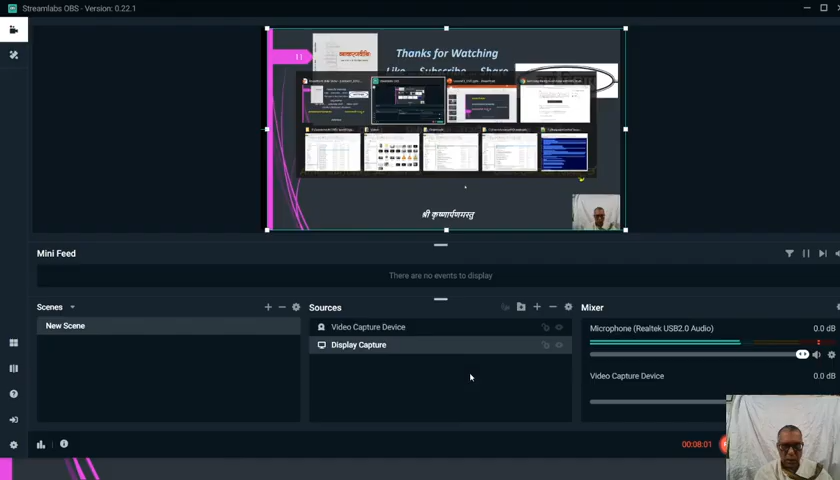 Streamlabs OBS - Version: 0.22.1
11
Thanks for Watching
Like Subscribe Share
श्री कृष्णार्पणमस्तु
Mini Feed
There are no events to display
Scenes
New Scene
Sources
Video Capture Device
Display Capture
Mixer
Microphone (Realtek USB2.0 Audio)
0.0 dB
Video Capture Device
0.0 dB
00:08:01